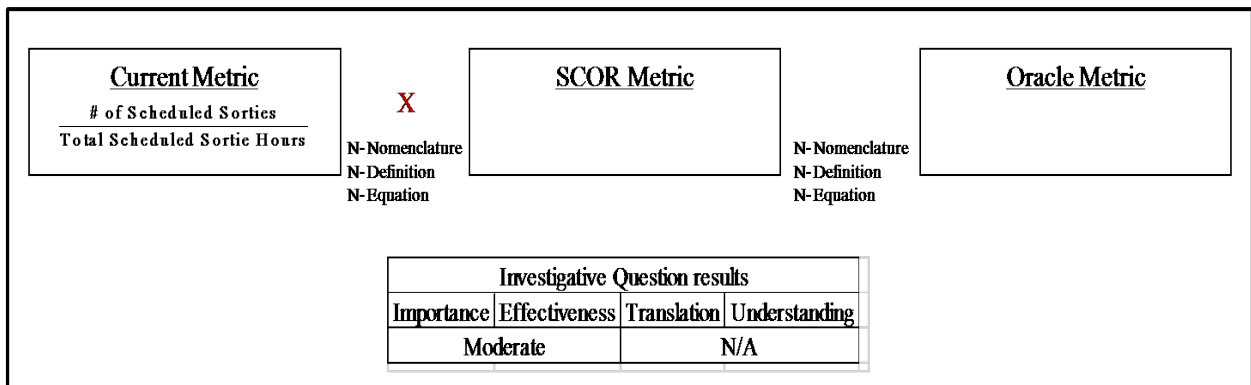 Current Metric
# of Scheduled Sorties
Total Scheduled Sortie Hours
X
N-Nomenclature
N-Definition
N-Equation
SCOR Metric
N-Nomenclature
N-Definition
N-Equation
Oracle Metric
Investigative Question results
Importance Effectiveness Translation Understanding
Moderate N/A